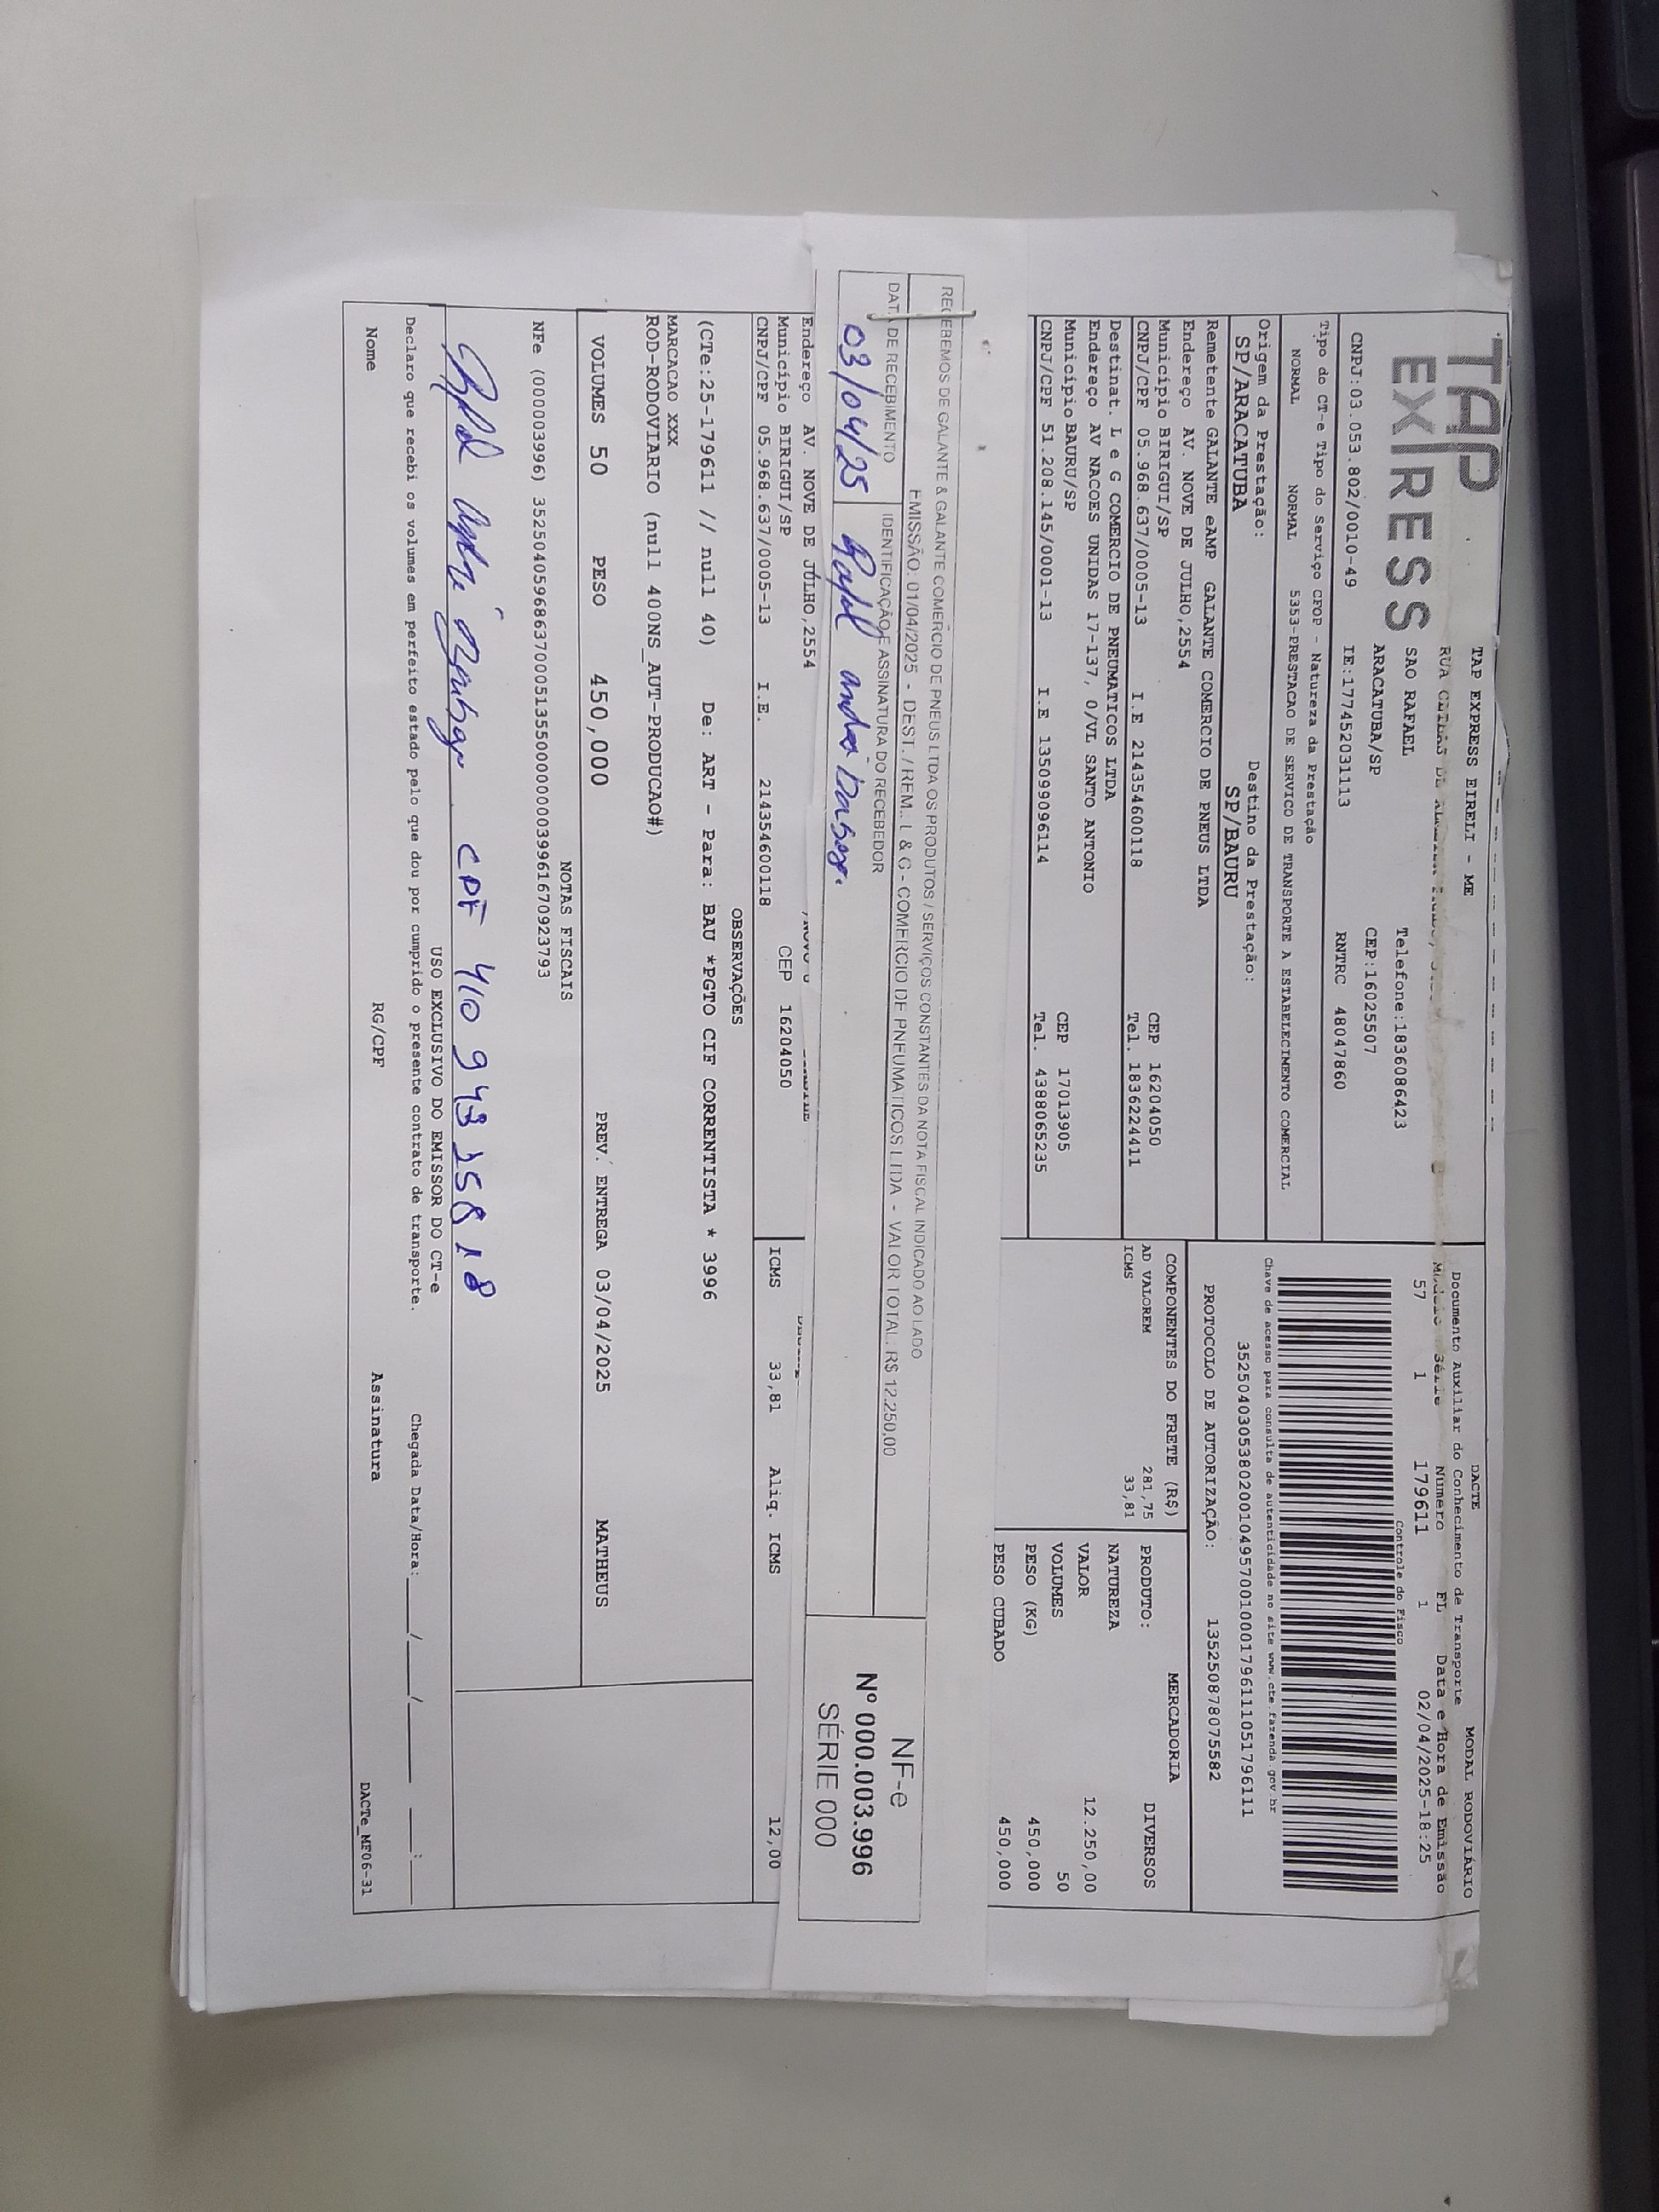 TAP
EXPRESS
TAP EXPRESS EIRELI - ME
SAO RAFAEL
Telefone:1836086423
ARACATUBA/SP
CEP:16025507
CNPJ:03.053.802/0010-49
IE:177452031113
RNTRC 48047860
Tipo do CT-e Tipo do Serviço CFOP - Natureza da Prestação
NORMAL NORMAL 5353-PRESTACAO DE SERVICO DE TRANSPORTE A ESTABELECIMENTO COMERCIAL
Origem da Prestação: Destino da Prestação:
SP/ARACATUBA SP/BAURU
DACTE
MODAL RODOVIÁRIO
Documento Auxiliar do Conhecimento de Transporte
Modelo Série Número FL Data e Hora de Emissão
57 1 179611 1 02/04/2025-18:25
Controle do Fisco
Chave de acesso para consulta de autenticidade no site www.cte.fazenda.gov.br
35250403053802001049570010001796111051796111
PROTOCOLO DE AUTORIZAÇÃO: 135250878075582
Remetente GALANTE eAMP GALANTE COMERCIO DE PNEUS LTDA
Endereço AV. NOVE DE JULHO,2554
Município BIRIGUI/SP CEP 16204050
CNPJ/CPF 05.968.637/0005-13 I.E 214354600118 Tel. 1836224411
Destinat. L e G COMERCIO DE PNEUMATICOS LTDA
Endereço AV NACOES UNIDAS 17-137, 0/VL SANTO ANTONIO
Município BAURU/SP CEP 17013905
CNPJ/CPF 51.208.145/0001-13 I.E 135099096114 Tel. 4388065235
COMPONENTES DO FRETE (R$)
AD VALOREM 281,75
ICMS 33,81
MERCADORIA
PRODUTO: DIVERSOS
NATUREZA
VALOR 12.250,00
VOLUMES 50
PESO (KG) 450,000
PESO CUBADO 450,000
RECEBEMOS DE GALANTE & GALANTE COMERCIO DE PNEUS LTDA OS PRODUTOS / SERVIÇOS CONSTANTES DA NOTA FISCAL INDICADO AO LADO
EMISSÃO: 01/04/2025 - DEST. / REM.: L & G - COMERCIO DE PNEUMATICOS LTDA - VALOR TOTAL: R$ 12.250,00
DATA DE RECEBIMENTO IDENTIFICAÇÃO E ASSINATURA DO RECEBEDOR
03/04/25
NF-e
Nº 000.003.996
SÉRIE 000
Endereço AV. NOVE DE JULHO,2554
Município BIRIGUI/SP CEP 16204050
CNPJ/CPF 05.968.637/0005-13 I.E. 214354600118
ICMS 33,81 Aliq. ICMS 12,00
OBSERVAÇÕES
(CTe:25-179611 // null 40) De: ART - Para: BAU *PGTO CIF CORRENTISTA * 3996
MARCACAO XXX
ROD-RODOVIARIO (null 400NS_AUT-PRODUCAO#)
VOLUMES 50 PESO 450,000 PREV. ENTREGA 03/04/2025 MATHEUS
NOTAS FISCAIS
NFe (000003996) 35250405968637000513550000000039961670923793
CPF 410 943 258 18
USO EXCLUSIVO DO EMISSOR DO CT-e
Declaro que recebi os volumes em perfeito estado pelo que dou por cumprido o presente contrato de transporte. Chegada Data/Hora:____/____/____ ___:___
Nome RG/CPF Assinatura
DACTe_MF06-31